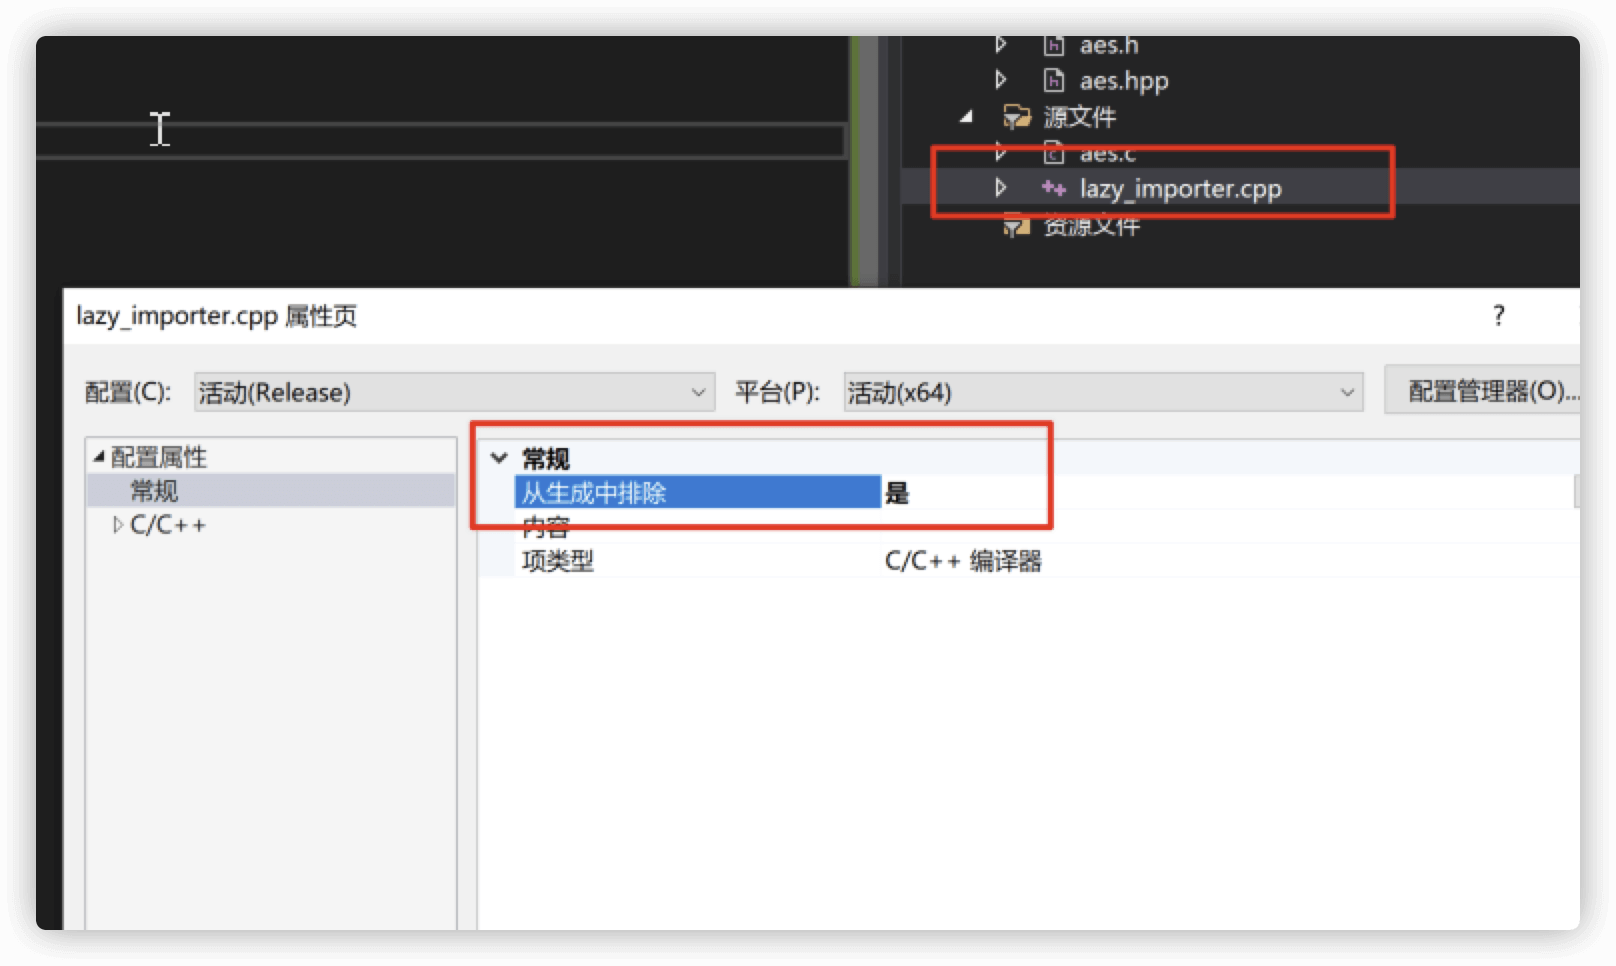 aes.h
aes.hpp
源文件
aes.c
lazy_importer.cpp
资源文件
lazy_importer.cpp 属性页
?
配置(C):
活动(Release)
平台(P):
活动(x64)
配置管理器(O)...
配置属性
常规
C/C++
常规
从生成中排除 是
内容
项类型 C/C++ 编译器